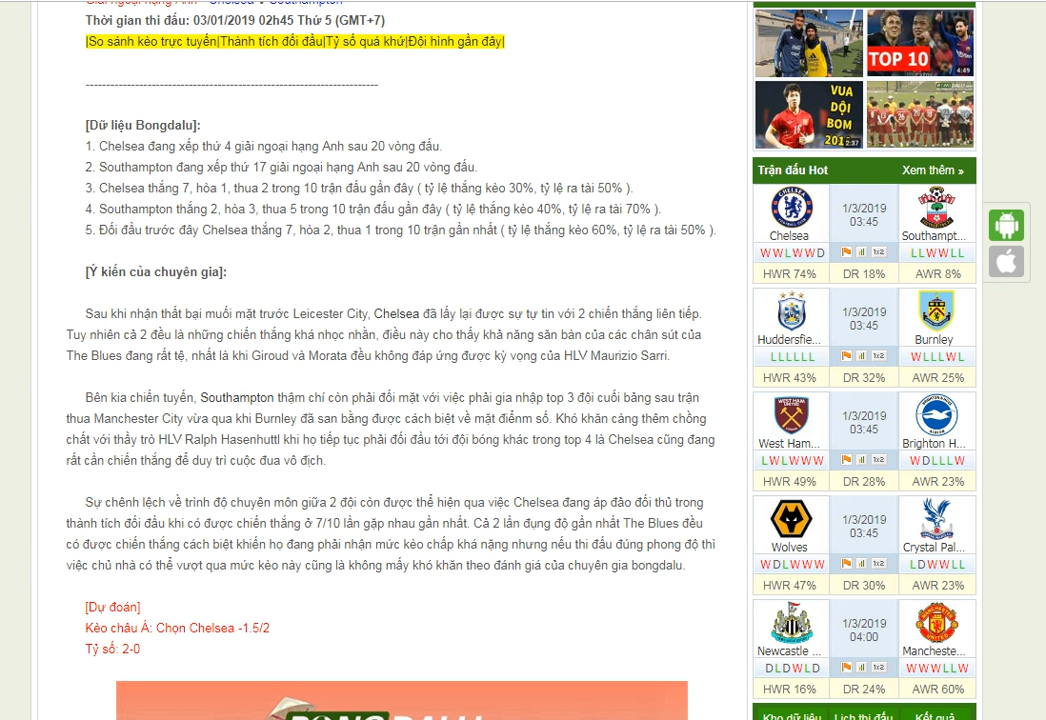 Thời gian thi đấu: 03/01/2019 02h45 Thứ 5 (GMT+7)
|So sánh kèo trực tuyến|Thành tích đối đầu|Tỷ số quá khứ|Đội hình gần đây|
-----------------------------------------------------------------------
[Dữ liệu Bongdalu]:
1. Chelsea đang xếp thứ 4 giải ngoại hạng Anh sau 20 vòng đấu.
2. Southampton đang xếp thứ 17 giải ngoại hạng Anh sau 20 vòng đấu.
3. Chelsea thắng 7, hòa 1, thua 2 trong 10 trận đấu gần đây ( tỷ lệ thắng kèo 30%, tỷ lệ ra tài 50% ).
4. Southampton thắng 2, hòa 3, thua 5 trong 10 trận đấu gần đây ( tỷ lệ thắng kèo 40%, tỷ lệ ra tài 70% ).
5. Đối đầu trước đây Chelsea thắng 7, hòa 2, thua 1 trong 10 trận gần nhất ( tỷ lệ thắng kèo 60%, tỷ lệ ra tài 50% ).
[Ý kiến của chuyên gia]:
Sau khi nhận thất bại muối mặt trước Leicester City, Chelsea đã lấy lại được sự tự tin với 2 chiến thắng liên tiếp.
Tuy nhiên cả 2 đều là những chiến thắng khá nhọc nhằn, điều này cho thấy khả năng săn bàn của các chân sút của
The Blues đang rất tệ, nhất là khi Giroud và Morata đều không đáp ứng được kỳ vọng của HLV Maurizio Sarri.
Bên kia chiến tuyến, Southampton thậm chí còn phải đối mặt với việc phải gia nhập top 3 đội cuối bảng sau trận
thua Manchester City vừa qua khi Burnley đã san bằng được cách biệt về mặt điểnm số. Khó khăn càng thêm chồng
chất với thầy trò HLV Ralph Hasenhuttl khi họ tiếp tục phải đối đầu tới đội bóng khác trong top 4 là Chelsea cũng đang
rất cần chiến thắng để duy trì cuộc đua vô địch.
Sự chênh lệch về trình độ chuyên môn giữa 2 đội còn được thể hiện qua việc Chelsea đang áp đảo đối thủ trong
thành tích đối đầu khi có được chiến thắng ở 7/10 lần gặp nhau gần nhất. Cả 2 lần đụng độ gần nhất The Blues đều
có được chiến thắng cách biệt khiến họ đang phải nhận mức kèo chấp khá nặng nhưng nếu thi đấu đúng phong độ thì
việc chủ nhà có thể vượt qua mức kèo này cũng là không mấy khó khăn theo đánh giá của chuyên gia bongdalu.
[Dự đoán]
Kèo châu Á: Chọn Chelsea -1.5/2
Tỷ số: 2-0
TOP 10
4:49
VUA
DỘI
BOM
2:37
Trận đấu Hot Xem thêm »
1/3/2019
03:45
Chelsea Southampt...
W W L W W D 1x2 L L W W L L
HWR 74% DR 18% AWR 8%
1/3/2019
03:45
Huddersfie... Burnley
L L L L L L 1x2 W L L L W L
HWR 43% DR 32% AWR 25%
1/3/2019
03:45
West Ham... Brighton H...
L W L W W W 1x2 W D L L L W
HWR 49% DR 28% AWR 23%
1/3/2019
03:45
Wolves Crystal Pal...
W D L W W W 1x2 L D W W L L
HWR 47% DR 30% AWR 23%
1/3/2019
04:00
Newcastle ... Mancheste...
D L D W L D 1x2 W W W L L W
HWR 16% DR 24% AWR 60%
Kho dữ liệu Lịch thi đấu Kết quả